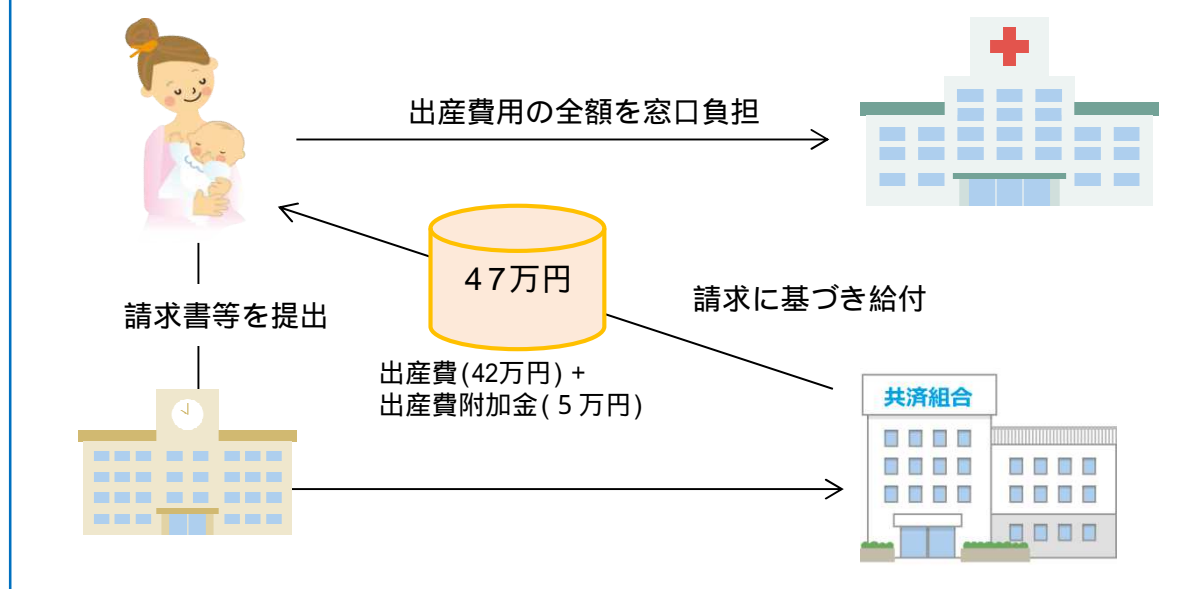 出産費用の全額を窓口負担
47万円
請求に基づき給付
請求書等を提出
出産費(42万円)+
出産費附加金(5万円)
共済組合